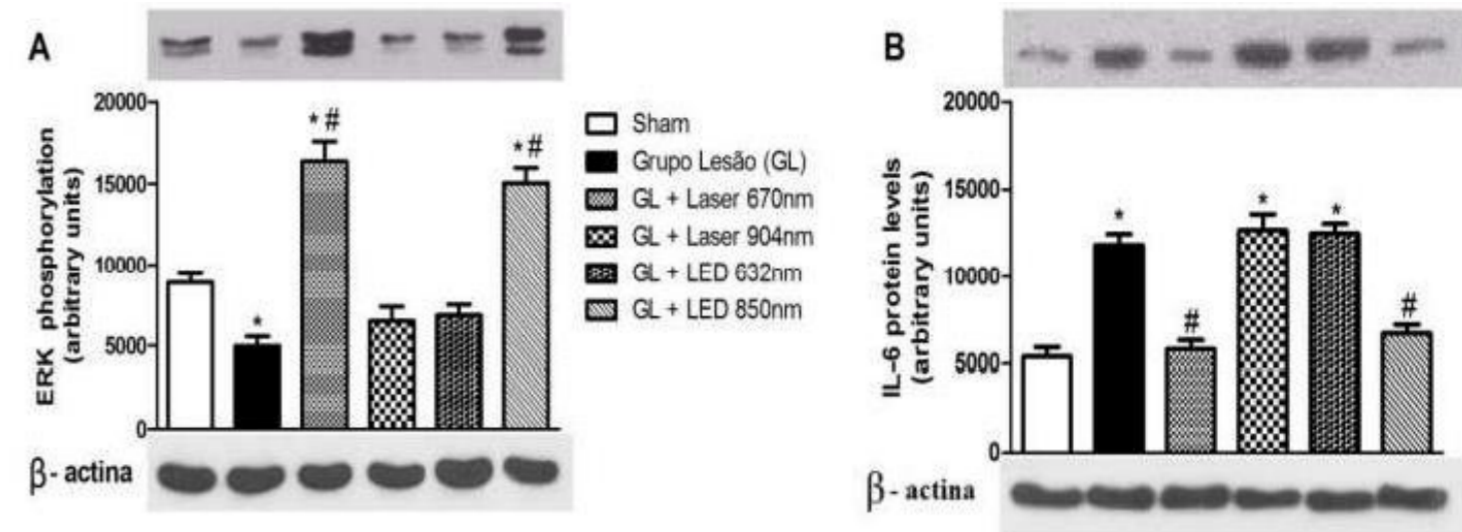 A
20000
15000
10000
5000
0
ERK phosphorylation
(arbitrary units)
* # 
*
*#
β- actina
Sham
Grupo Lesão (GL)
GL + Laser 670nm
GL + Laser 904nm
GL + LED 632nm
GL + LED 850nm
B
20000
15000
10000
5000
0
IL-6 protein levels
(arbitrary units)
*
#
*
*
#
β - actina